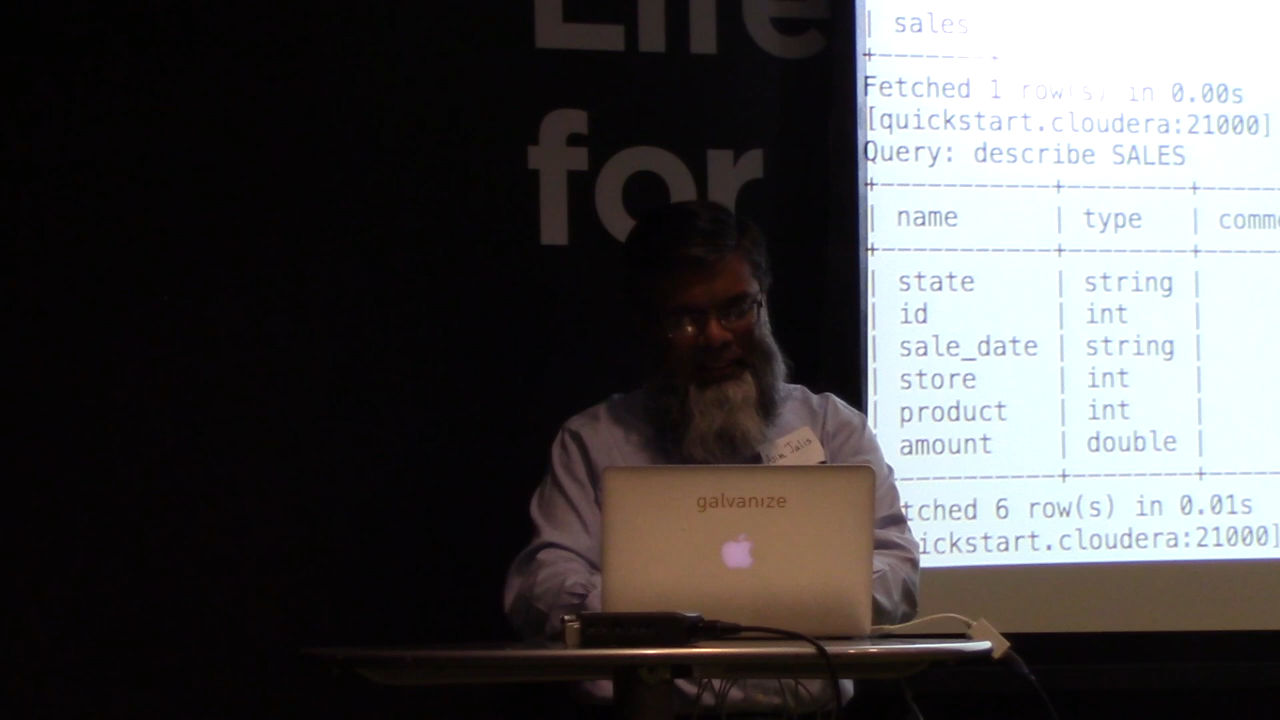 Life
for
| sales
+-------
Fetched 1 row(s) in 0.00s
[quickstart.cloudera:21000]
Query: describe SALES
+-----------+--------+------
| name | type | comm
+-----------+--------+------
| state | string |
| id | int |
| sale_date | string |
| store | int |
| product | int |
| amount | double |
-----------+--------+------
tched 6 row(s) in 0.01s
ickstart.cloudera:21000]
galvanize